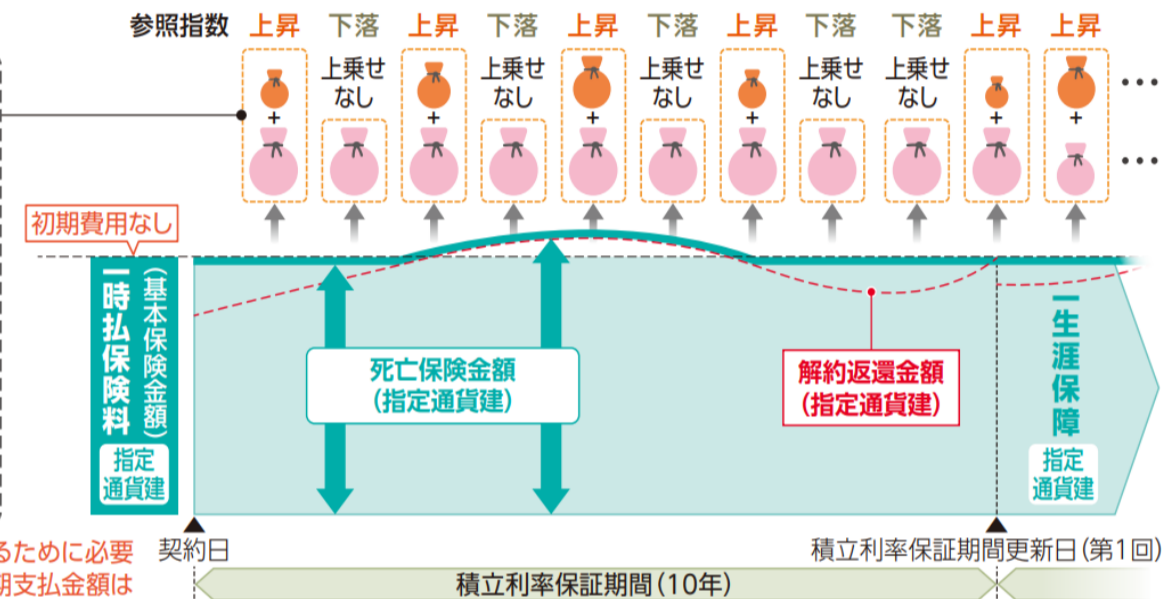 参照指数 上昇 下落 上昇 下落 上昇 下落 上昇 下落 下落 上昇 上昇
上乗せ
なし
上乗せ
なし
上乗せ
なし
上乗せ
なし
上乗せ
なし
+ + + + + +
•••
•••
初期費用なし
一時払保険料
(基本保険金額)
指定
通貨建
死亡保険金額
(指定通貨建)
解約返還金額
(指定通貨建)
一生涯保障
指定
通貨建
るために必要
期支払金額は
契約日
積立利率保証期間更新日(第1回)
積立利率保証期間(10年)